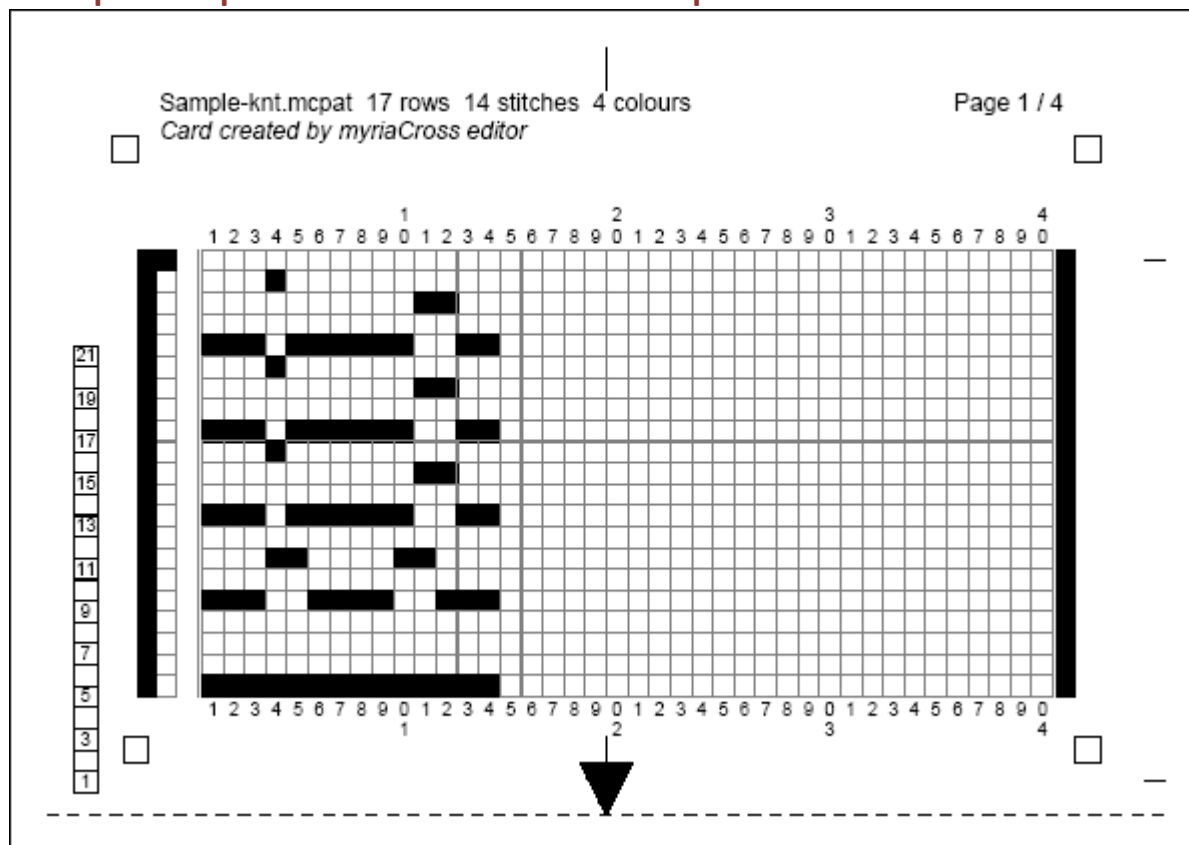 Sample-knt.mcpat 17 rows 14 stitches 4 colours Page 1 / 4
Card created by myriaCross editor
1 2 3 4
1 2 3 4 5 6 7 8 9 0 1 2 3 4 5 6 7 8 9 0 1 2 3 4 5 6 7 8 9 0 1 2 3 4 5 6 7 8 9 0
21
19
17
15
13
11
9
7
5
3
1
1 2 3 4 5 6 7 8 9 0 1 2 3 4 5 6 7 8 9 0 1 2 3 4 5 6 7 8 9 0 1 2 3 4 5 6 7 8 9 0
1 2 3 4